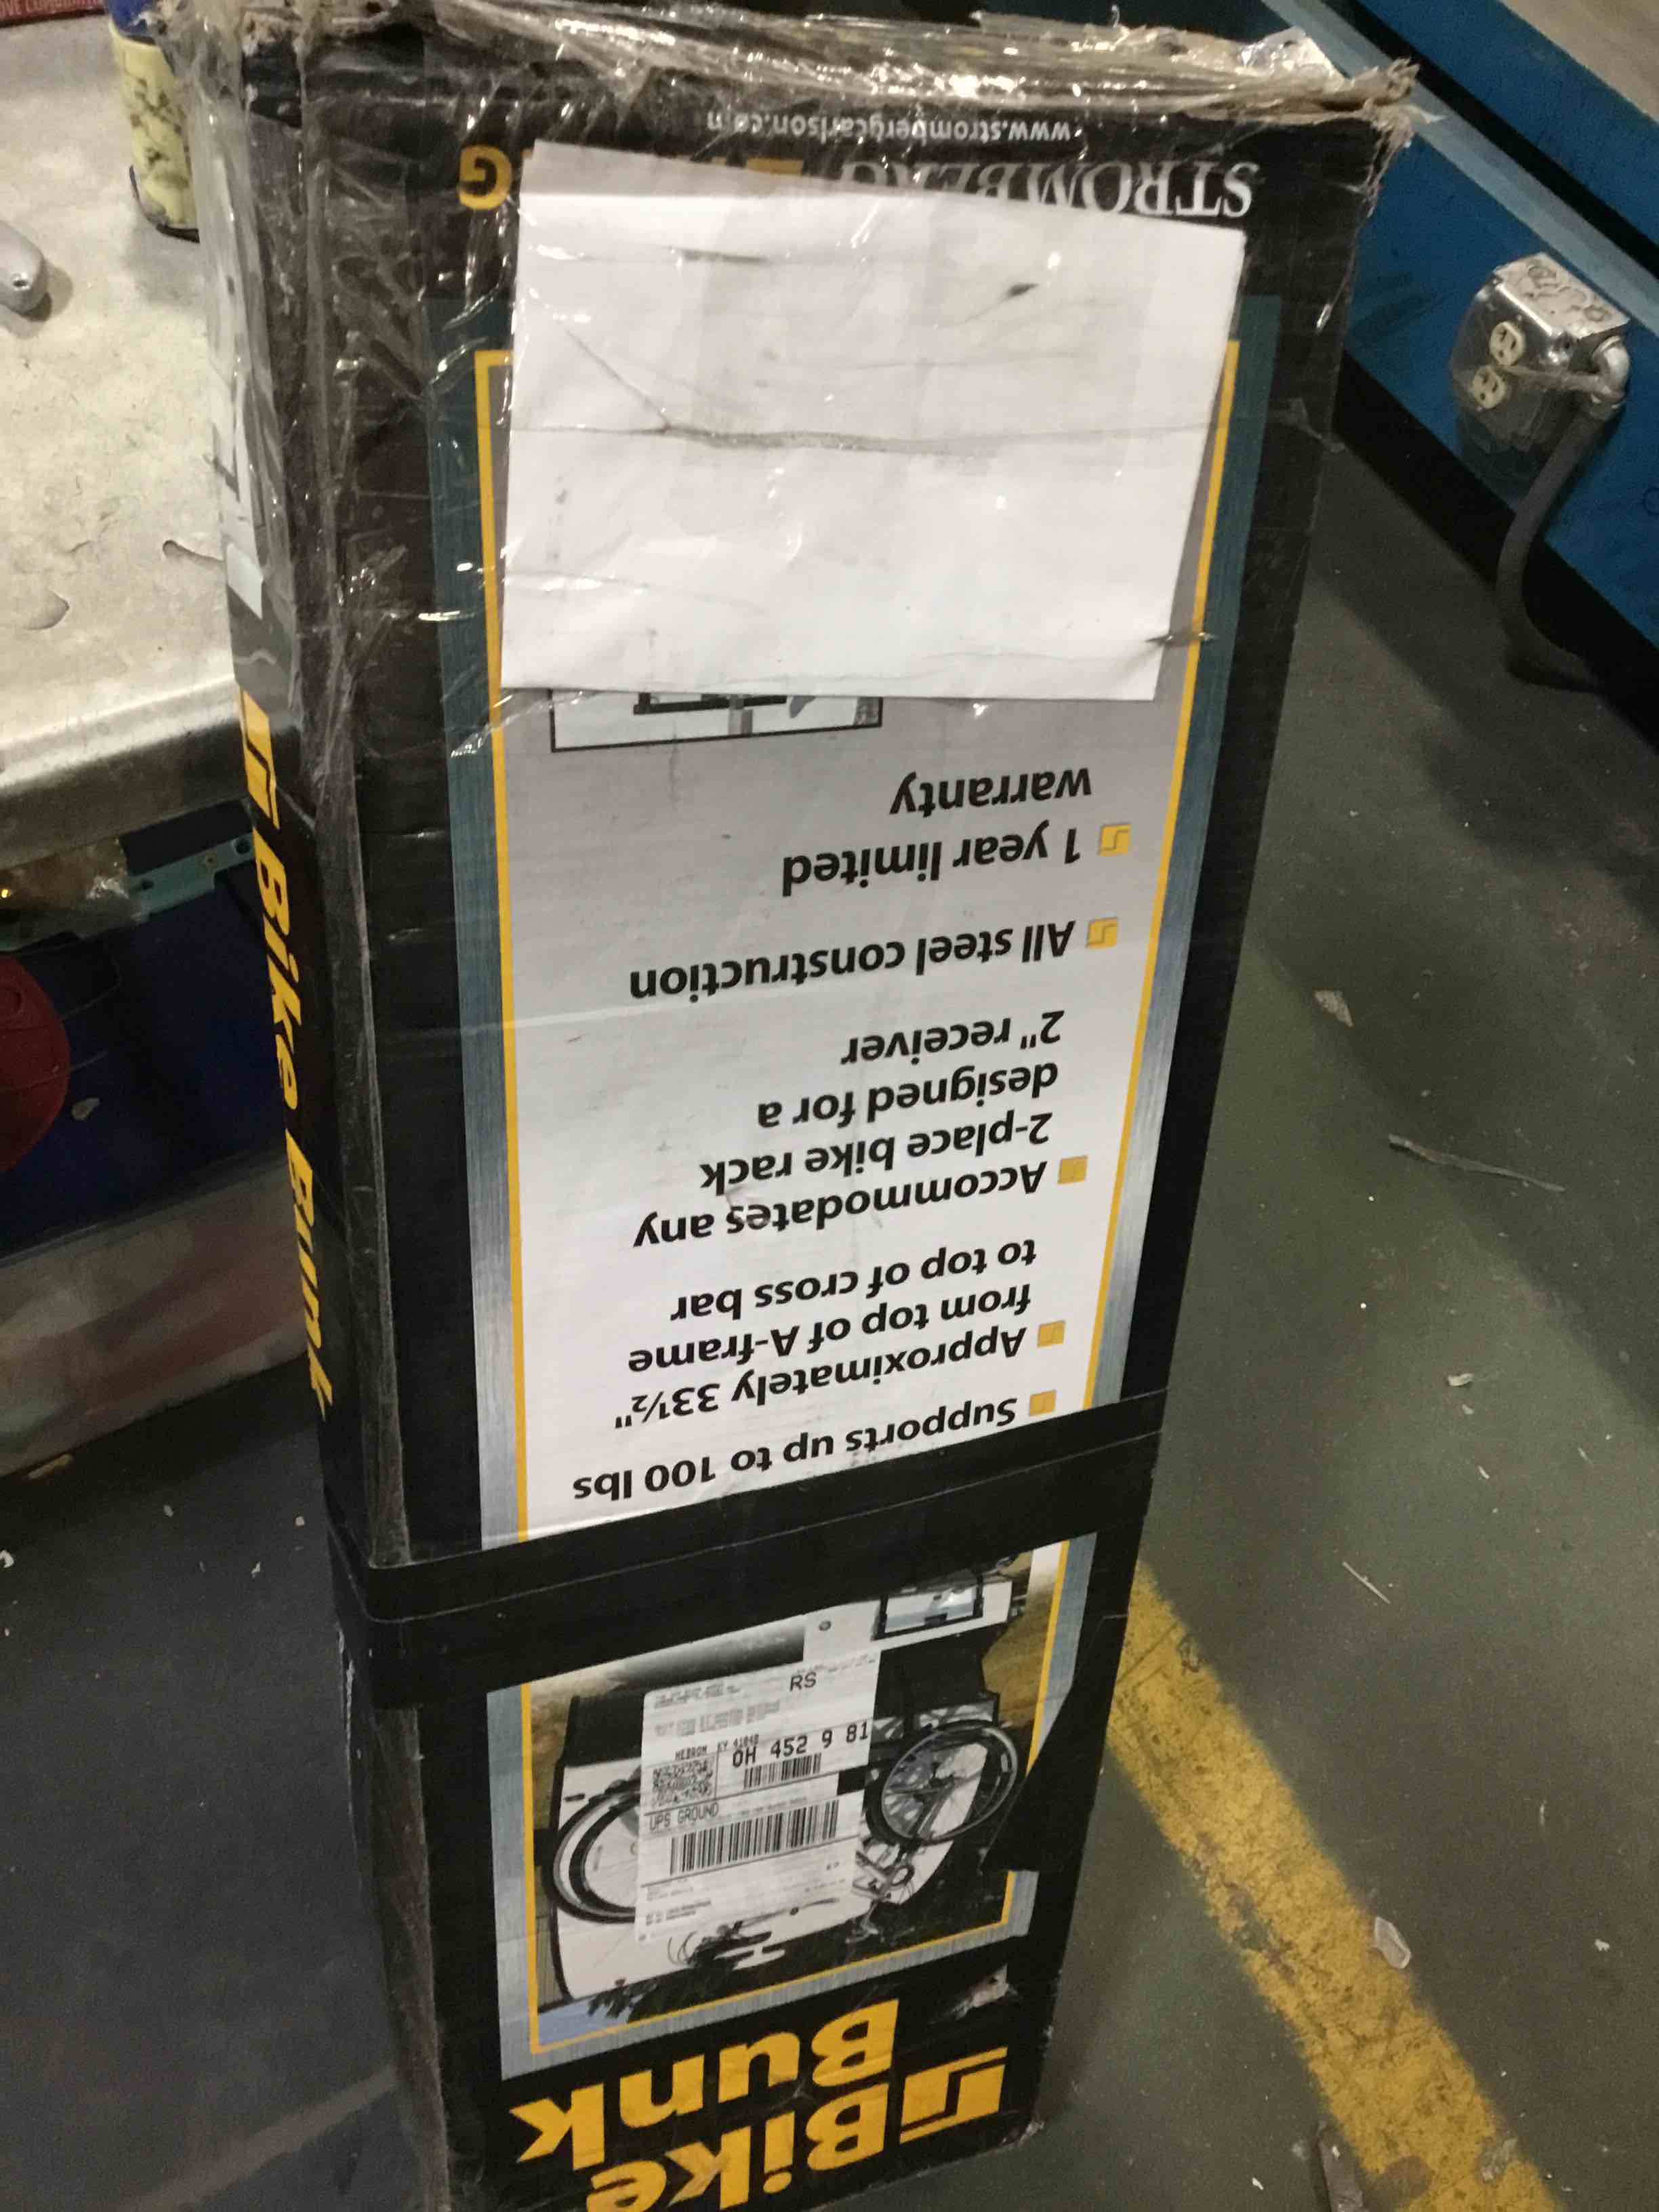 Bike
Bunk
RS
HEBRON KY 41048
OH 452 9 81
UPS GROUND
Supports up to 100 lbs
Approximately 33½"
from top of A-frame
to top of cross bar
Accommodates any
2-place bike rack
designed for a
2" receiver
All steel construction
1 year limited
warranty
STROMBERG
G
www.strombergcarlson.com
Bike Bunk